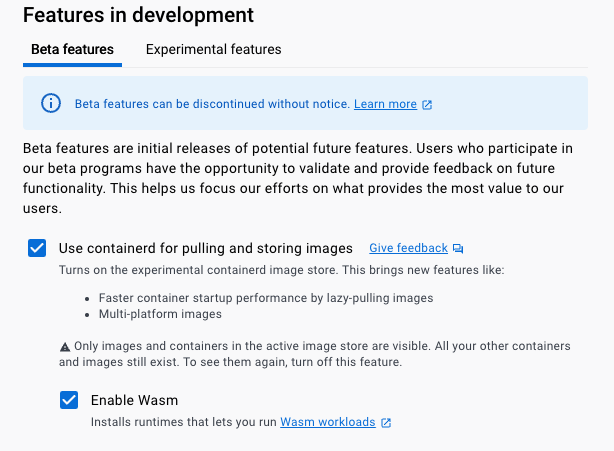 Features in development
Beta features Experimental features
Beta features can be discontinued without notice. Learn more
Beta features are initial releases of potential future features. Users who participate in
our beta programs have the opportunity to validate and provide feedback on future
functionality. This helps us focus our efforts on what provides the most value to our
users.
Use containerd for pulling and storing images Give feedback
Turns on the experimental containerd image store. This brings new features like:
• Faster container startup performance by lazy-pulling images
• Multi-platform images
Only images and containers in the active image store are visible. All your other containers
and images still exist. To see them again, turn off this feature.
Enable Wasm
Installs runtimes that lets you run Wasm workloads